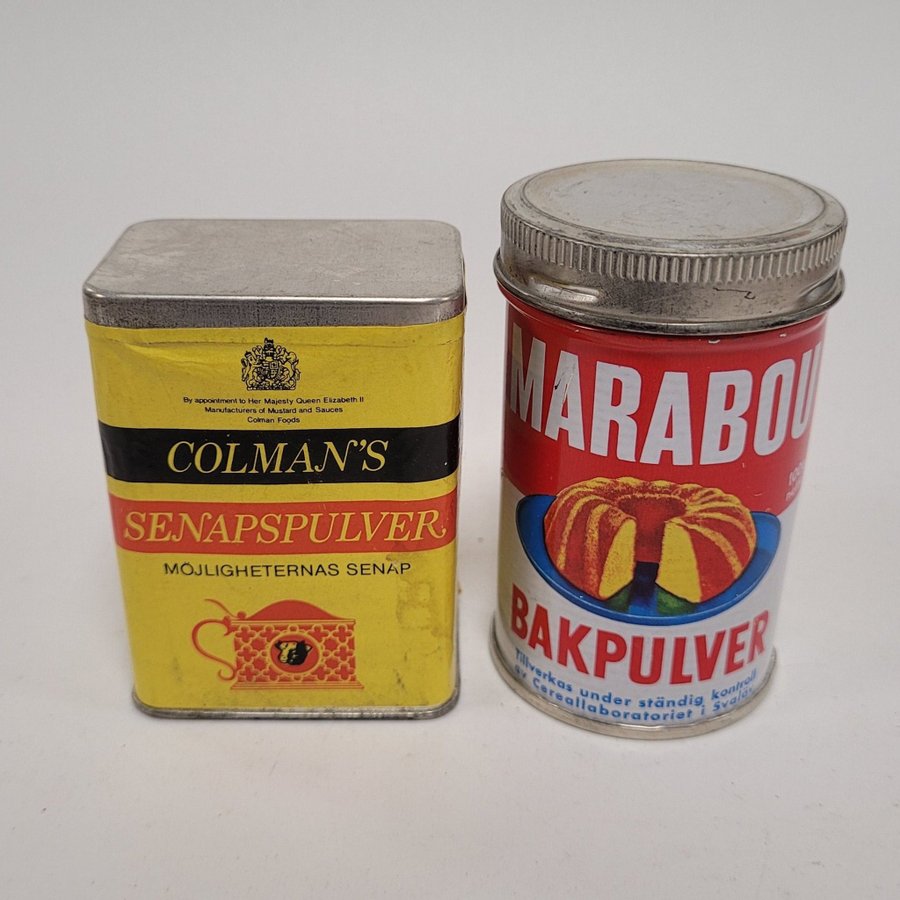 By appointment to Her Majesty Queen Elizabeth II
Manufacturers of Mustard and Sauces
Colman Foods
COLMAN'S
SENAPSPULVER
MÖJLIGHETERNAS SENAP
MARABOU
BAKPULVER
Tillverkas under ständig kontroll
av Cereallaboratoriet i